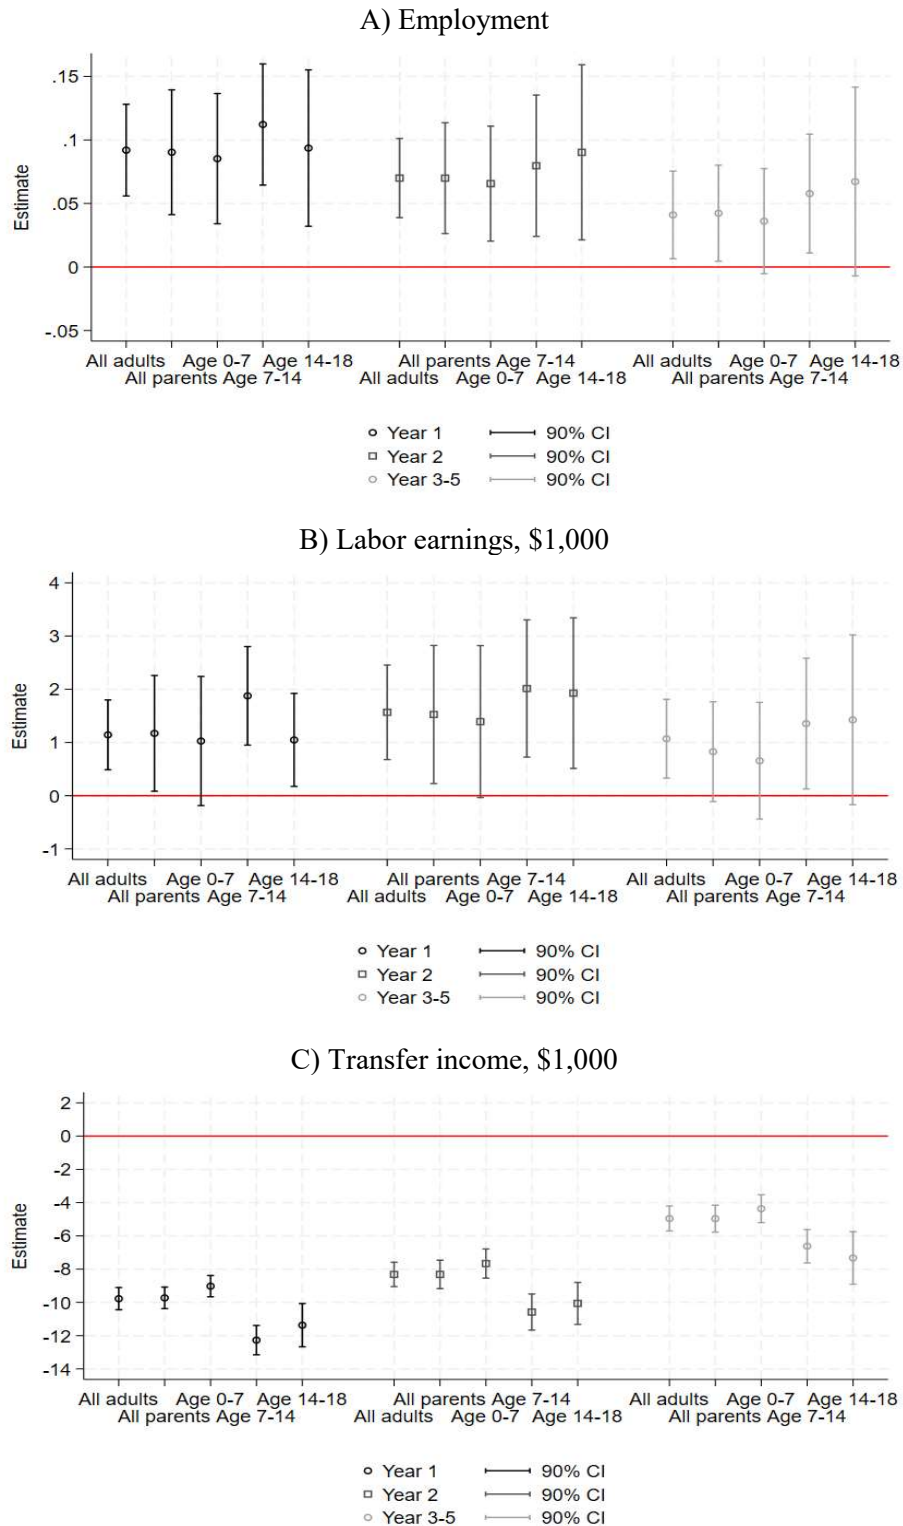 A) Employment
.15
.1
.05
0
-.05
Estimate
All adults Age 0-7 Age 14-18 All parents Age 7-14 All adults Age 0-7 Age 14-18
All parents Age 7-14 All adults Age 0-7 Age 14-18 All parents Age 7-14
Year 1 90% CI
Year 2 90% CI
Year 3-5 90% CI
B) Labor earnings, $1,000
4
3
2
1
0
-1
Estimate
All adults Age 0-7 Age 14-18 All parents Age 7-14 All adults Age 0-7 Age 14-18
All parents Age 7-14 All adults Age 0-7 Age 14-18 All parents Age 7-14
Year 1 90% CI
Year 2 90% CI
Year 3-5 90% CI
C) Transfer income, $1,000
2
0
-2
-4
-6
-8
-10
-12
-14
Estimate
All adults Age 0-7 Age 14-18 All parents Age 7-14 All adults Age 0-7 Age 14-18
All parents Age 7-14 All adults Age 0-7 Age 14-18 All parents Age 7-14
Year 1 90% CI
Year 2 90% CI
Year 3-5 90% CI